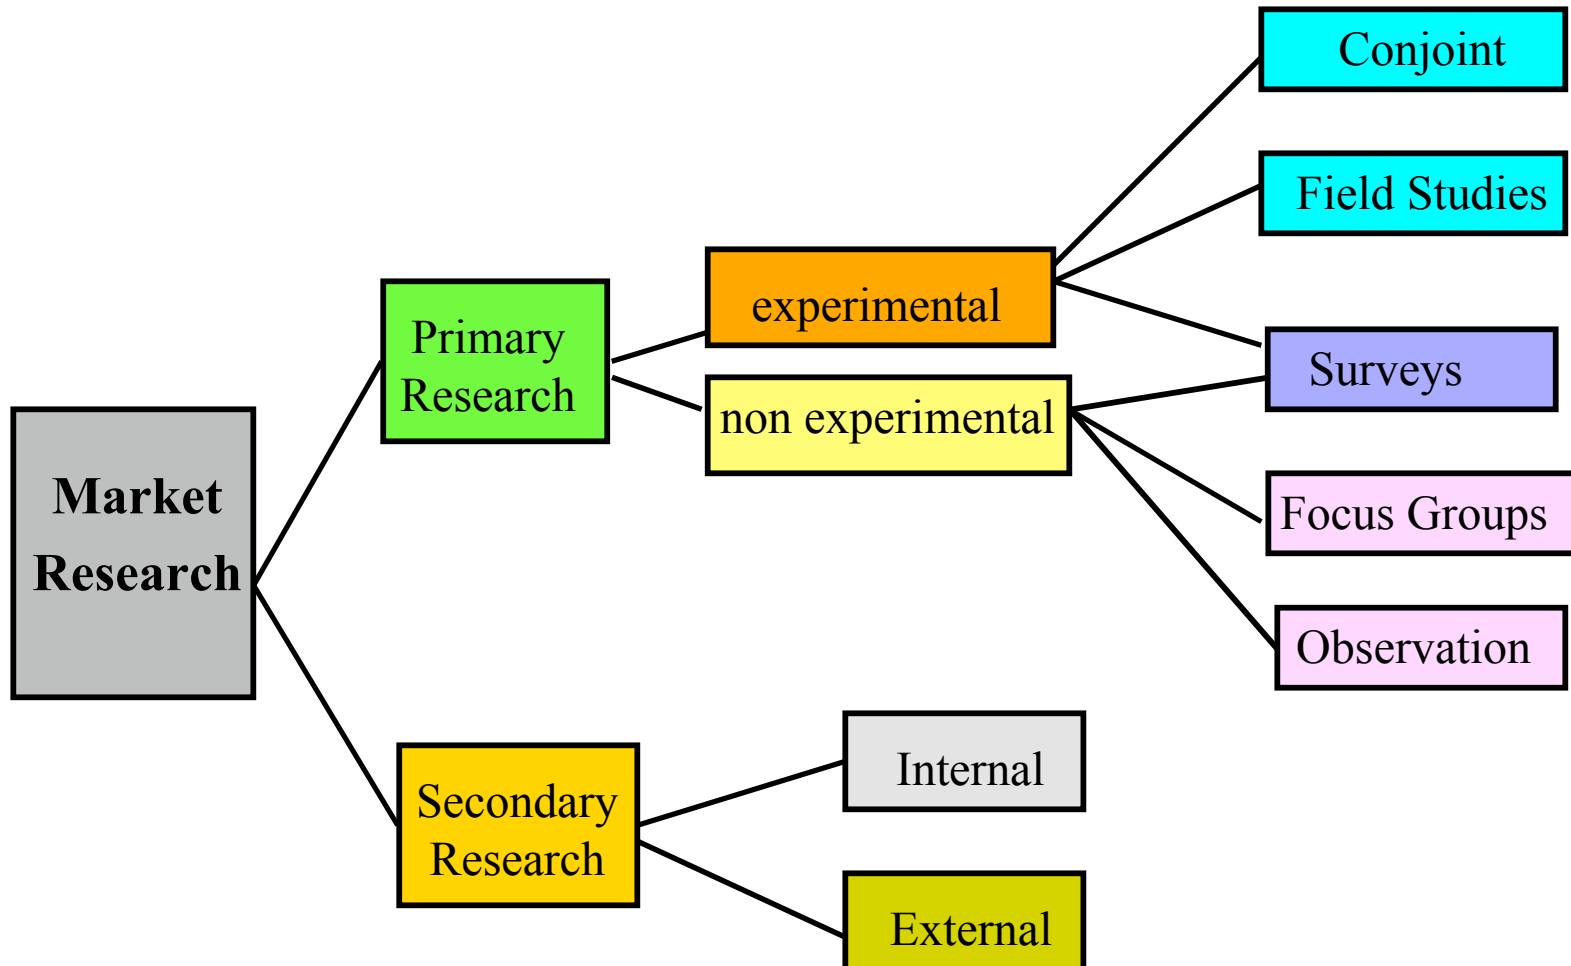 Market
Research
Primary
Research
Secondary
Research
experimental
non experimental
Internal
External
Conjoint
Field Studies
Surveys
Focus Groups
Observation